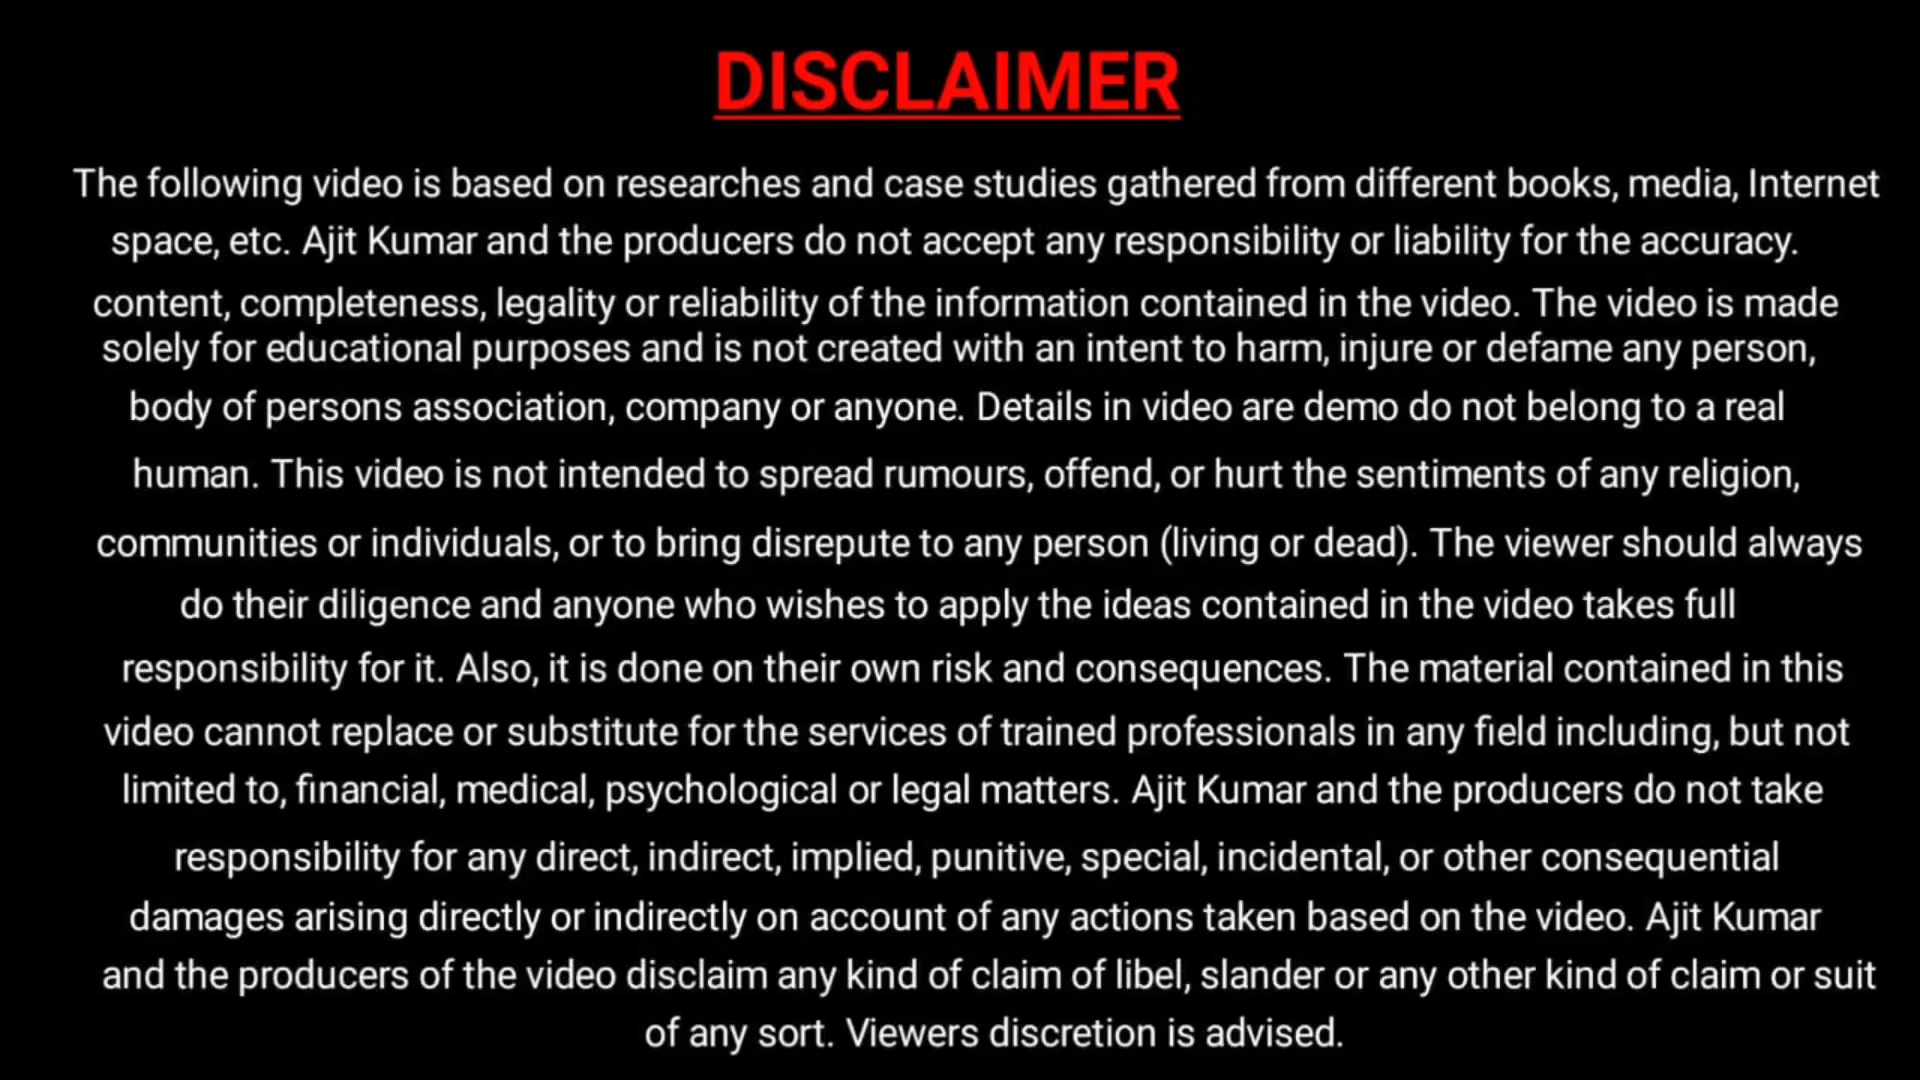 DISCLAIMER
The following video is based on researches and case studies gathered from different books, media, Internet
space, etc. Ajit Kumar and the producers do not accept any responsibility or liability for the accuracy.
content, completeness, legality or reliability of the information contained in the video. The video is made
solely for educational purposes and is not created with an intent to harm, injure or defame any person,
body of persons association, company or anyone. Details in video are demo do not belong to a real
human. This video is not intended to spread rumours, offend, or hurt the sentiments of any religion,
communities or individuals, or to bring disrepute to any person (living or dead). The viewer should always
do their diligence and anyone who wishes to apply the ideas contained in the video takes full
responsibility for it. Also, it is done on their own risk and consequences. The material contained in this
video cannot replace or substitute for the services of trained professionals in any field including, but not
limited to, financial, medical, psychological or legal matters. Ajit Kumar and the producers do not take
responsibility for any direct, indirect, implied, punitive, special, incidental, or other consequential
damages arising directly or indirectly on account of any actions taken based on the video. Ajit Kumar
and the producers of the video disclaim any kind of claim of libel, slander or any other kind of claim or suit
of any sort. Viewers discretion is advised.